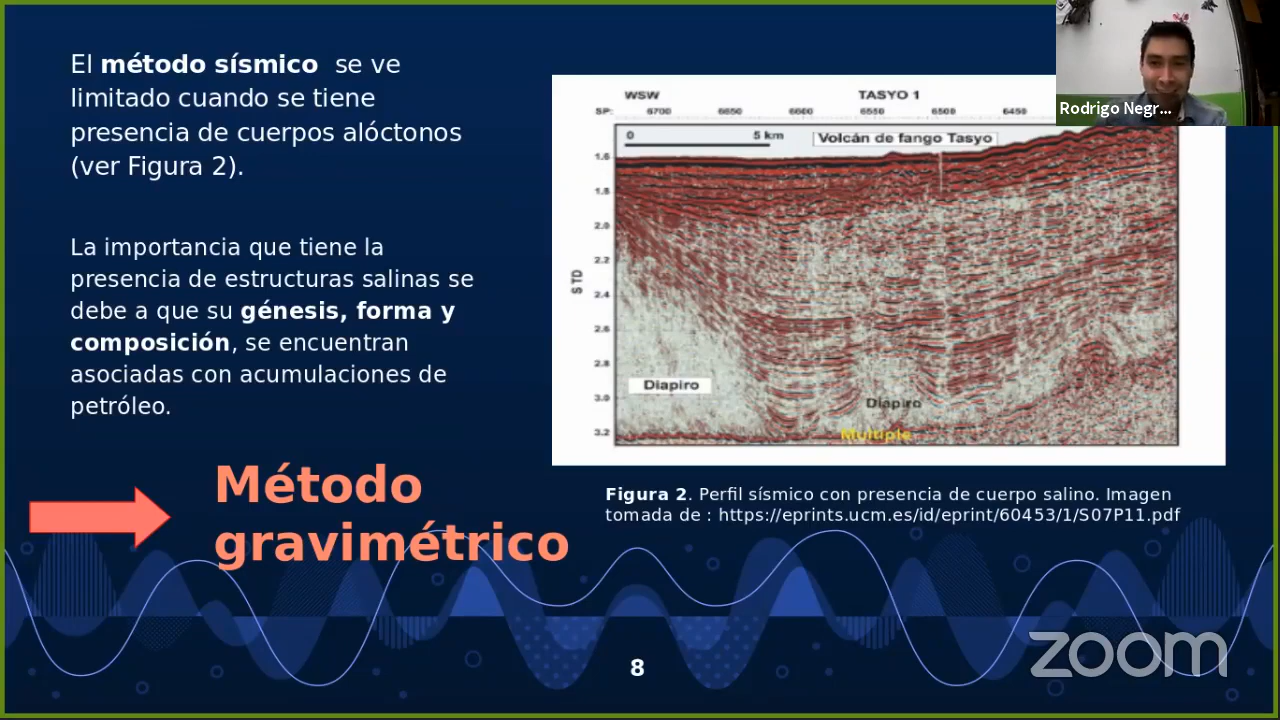 El método sísmico se ve
limitado cuando se tiene
presencia de cuerpos alóctonos
(ver Figura 2).
La importancia que tiene la
presencia de estructuras salinas se
debe a que su génesis, forma y
composición, se encuentran
asociadas con acumulaciones de
petróleo.
Método
gravimétrico
WSW TASYO 1
SP: 6700 6650 6600 6550 6500 6450
0 5 km Volcán de fango Tasyo
1.6
1.8
2.0
2.2
STD
2.4
2.6
2.8
3.0
3.2
Diapiro
Diapiro
Multiple
Figura 2. Perfil sísmico con presencia de cuerpo salino. Imagen
tomada de : https://eprints.ucm.es/id/eprint/60453/1/S07P11.pdf
Rodrigo Negr...
8
zoom